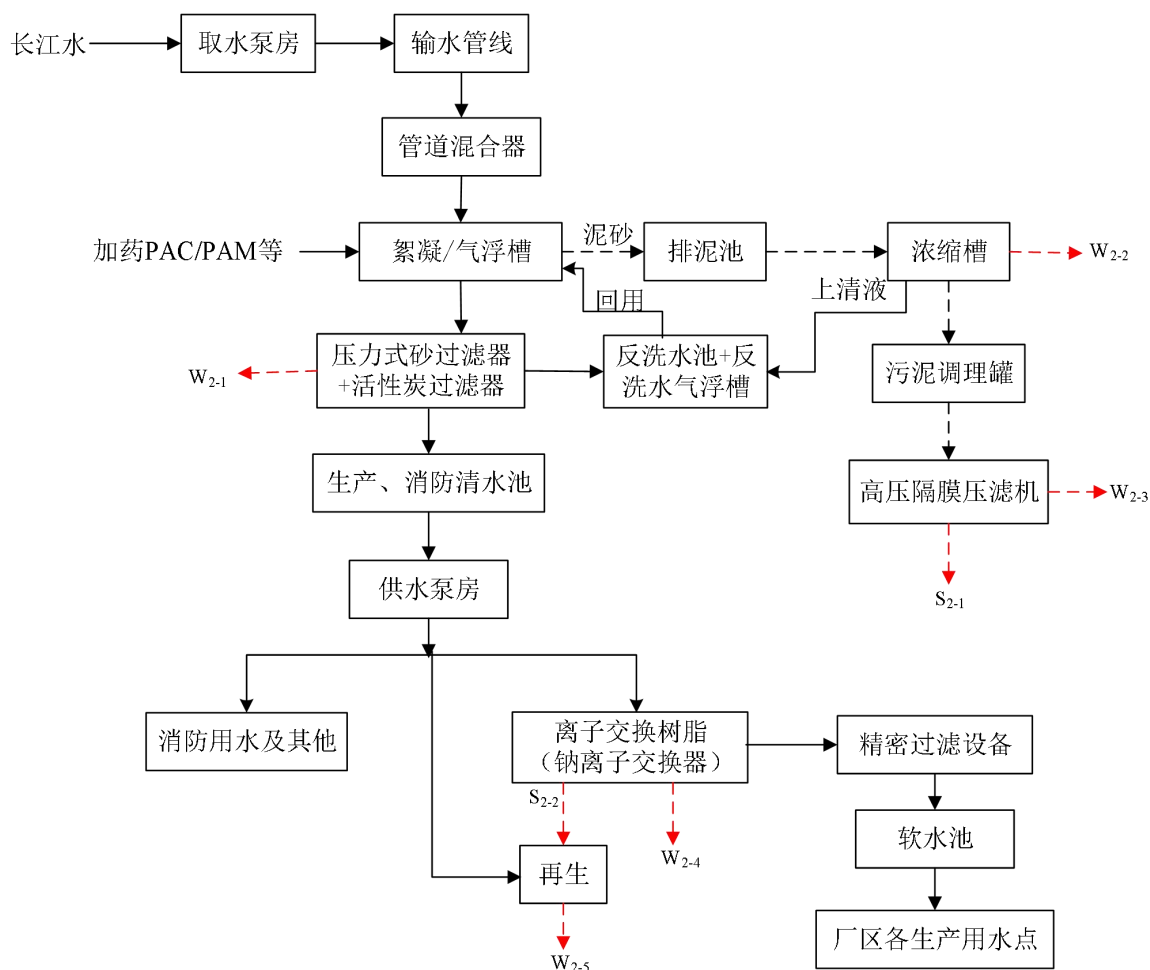 长江水
取水泵房
输水管线
管道混合器
加药PAC/PAM等
絮凝/气浮槽
泥砂
排泥池
浓缩槽
W2-2
回用
上清液
W2-1
压力式砂过滤器
+活性炭过滤器
反洗水池+反
洗水气浮槽
污泥调理罐
生产、消防清水池
高压隔膜压滤机
W2-3
供水泵房
S2-1
消防用水及其他
离子交换树脂
（钠离子交换器）
精密过滤设备
S2-2
W2-4
软水池
再生
厂区各生产用水点
W2-5